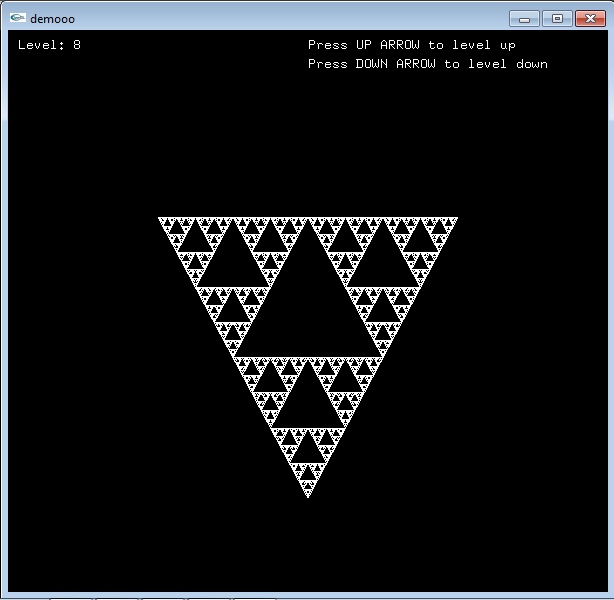 demooo
Level: 8
Press UP ARROW to level up
Press DOWN ARROW to level down